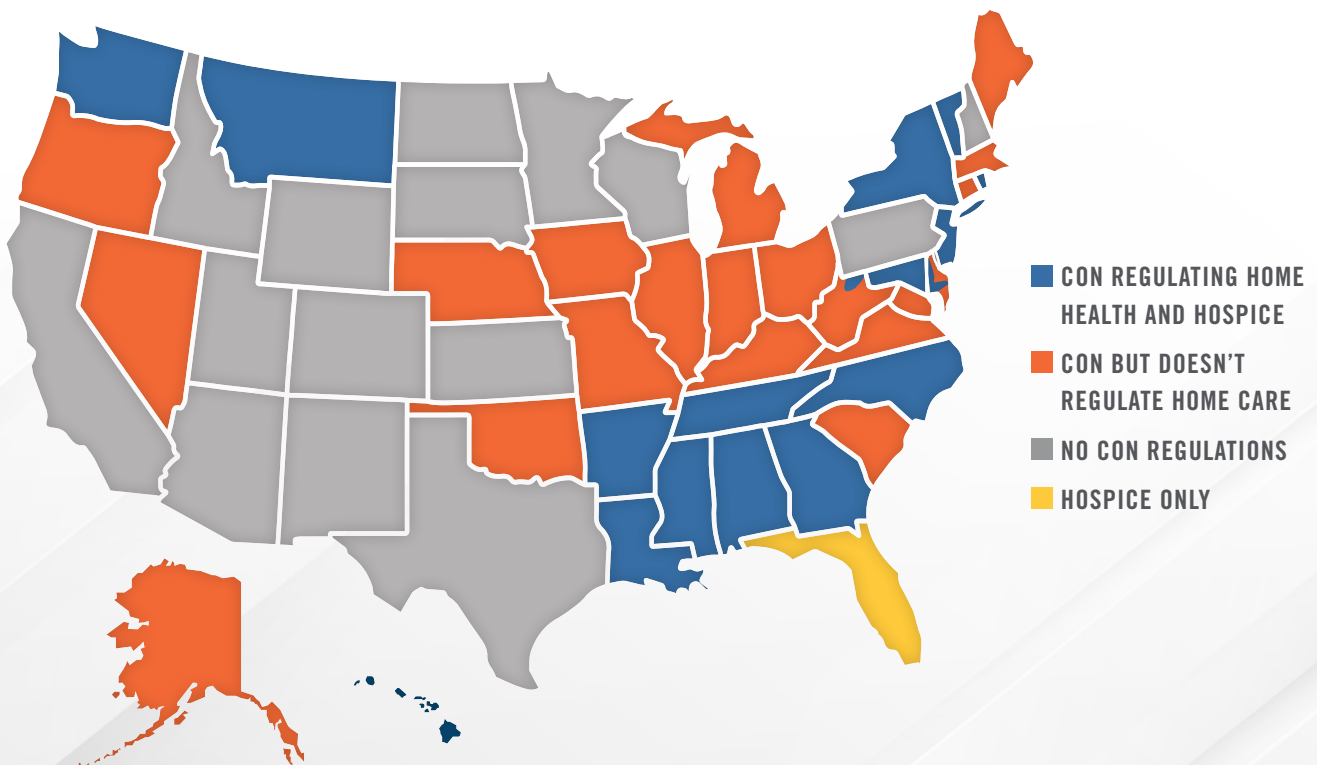 CON REGULATING HOME
HEALTH AND HOSPICE
CON BUT DOESN'T
REGULATE HOME CARE
NO CON REGULATIONS
HOSPICE ONLY